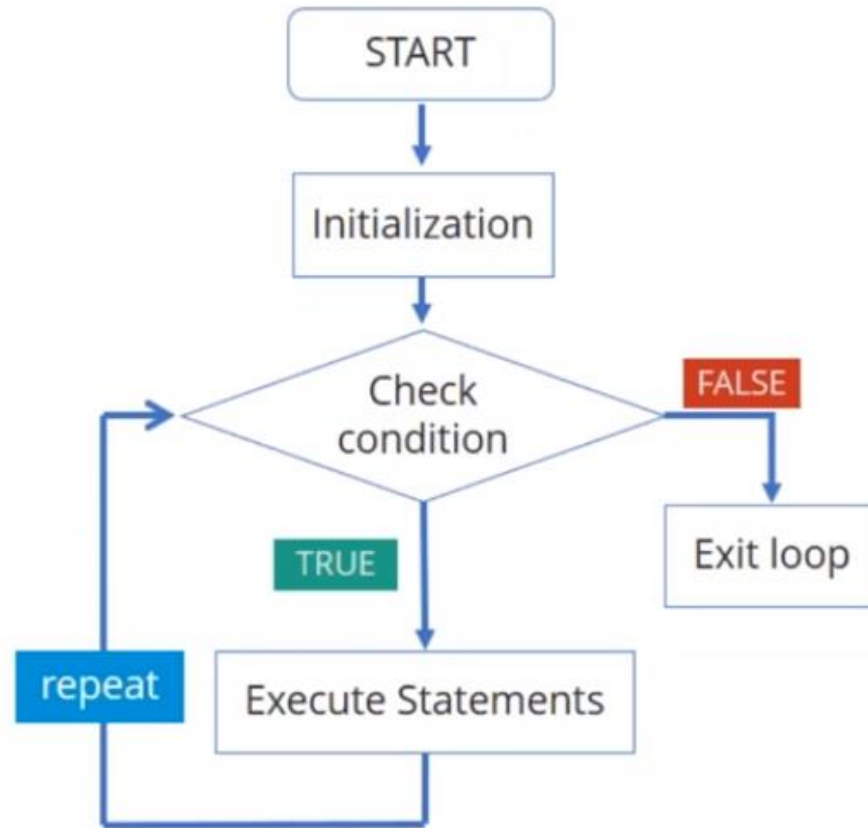 START
Initialization
Check
condition
FALSE
Exit loop
TRUE
repeat
Execute Statements